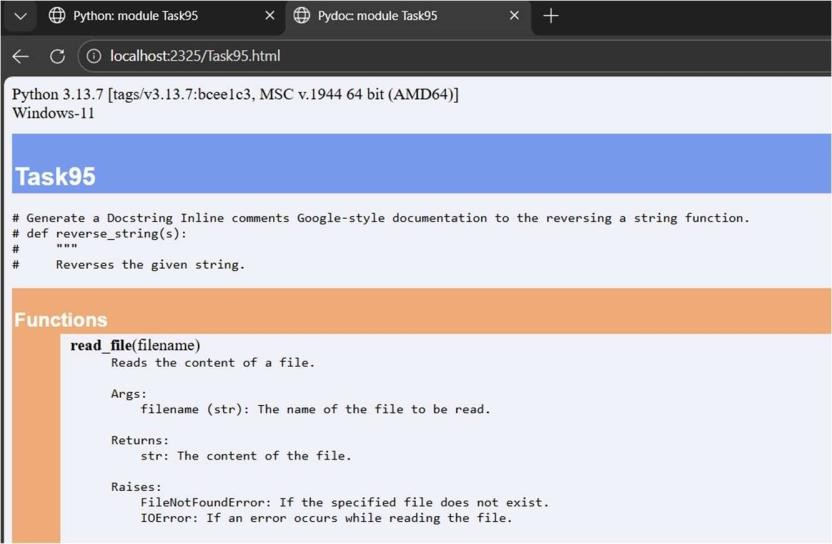 Python: module Task95
Pydoc: module Task95
localhost:2325/Task95.html
Python 3.13.7 [tags/v3.13.7:bcee1c3, MSC v.1944 64 bit (AMD64)]
Windows-11
Task95
# Generate a Docstring Inline comments Google-style documentation to the reversing a string function.
# def reverse_string(s):
#     """
#     Reverses the given string.
Functions
read_file(filename)
Reads the content of a file.
Args:
filename (str): The name of the file to be read.
Returns:
str: The content of the file.
Raises:
FileNotFoundError: If the specified file does not exist.
IOError: If an error occurs while reading the file.